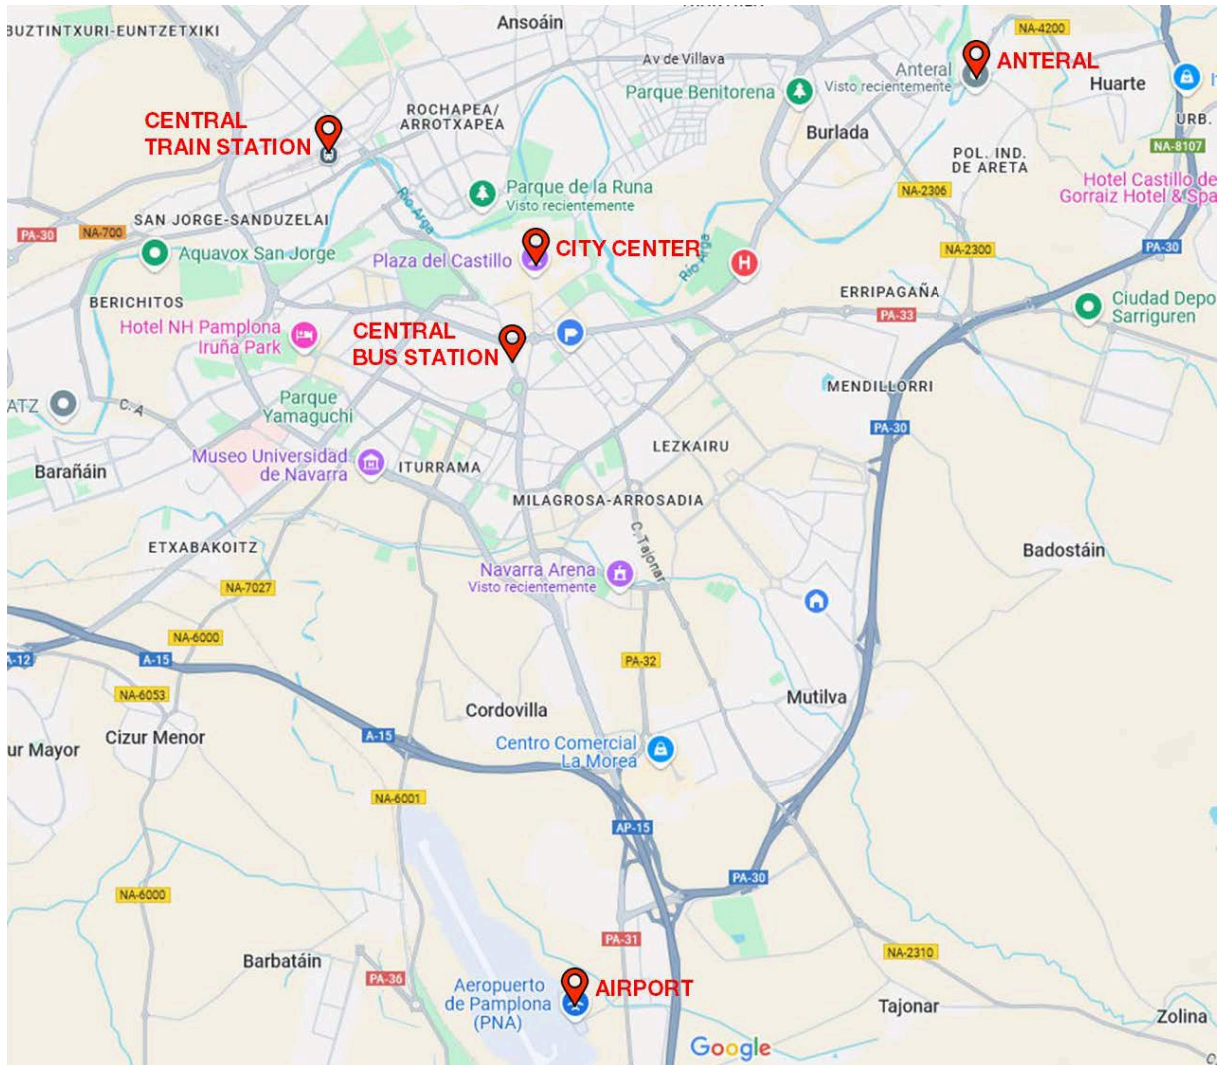 Ansoáin
BUZTINTXURI-EUNTZETXIKI
NA-4200
Av de Villava
Anteral
Visto recientemente
ANTERAL
Huarte
Parque Benitorena
ROCHAPEA/
ARROTXAPEA
CENTRAL
TRAIN STATION
Burlada
URB.
NA-8107
POL. IND.
DE ARETA
Parque de la Runa
Visto recientemente
NA-2306
Hotel Castillo de
Gorraiz Hotel & Spa
Río Arga
SAN JORGE-SANDUZELAI
PA-30
NA-700
Aquavox San Jorge
Plaza del Castillo
CITY CENTER
Río Arga
H
NA-2300
PA-30
BERICHITOS
ERRIPAGAÑA
PA-33
Ciudad Depo
Sarriguren
Hotel NH Pamplona
Iruña Park
CENTRAL
BUS STATION
Parque
Yamaguchi
MENDILLORRI
ATZ
C. A
PA-30
LEZKAIRU
Museo Universidad
de Navarra
ITURRAMA
Barañáin
MILAGROSA-ARROSADIA
C. Tajonar
ETXABAKOITZ
Badostáin
Navarra Arena
Visto recientemente
NA-7027
NA-6000
A-12
A-15
PA-32
NA-6053
Mutilva
Cordovilla
ur Mayor
Cizur Menor
A-15
Centro Comercial
La Morea
NA-6001
AP-15
PA-30
NA-6000
PA-31
NA-2310
Barbatáin
PA-36
Aeropuerto
de Pamplona
(PNA)
AIRPORT
Tajonar
Zolina
Google